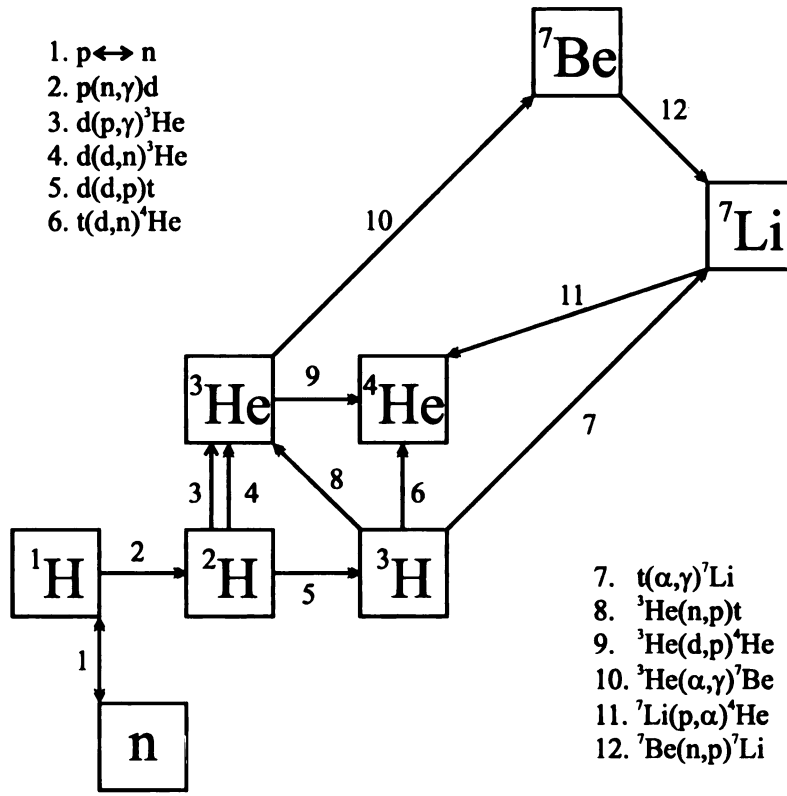 1. p↔n
2. p(n,γ)d
3. d(p,γ)³He
4. d(d,n)³He
5. d(d,p)t
6. t(d,n)⁴He
⁷Be
12
10
⁷Li
11
³He
9
⁴He
7
3
4
8
6
¹H
2
²H
5
³H
1
n
7. t(α,γ)⁷Li
8. ³He(n,p)t
9. ³He(d,p)⁴He
10. ³He(α,γ)⁷Be
11. ⁷Li(p,α)⁴He
12. ⁷Be(n,p)⁷Li